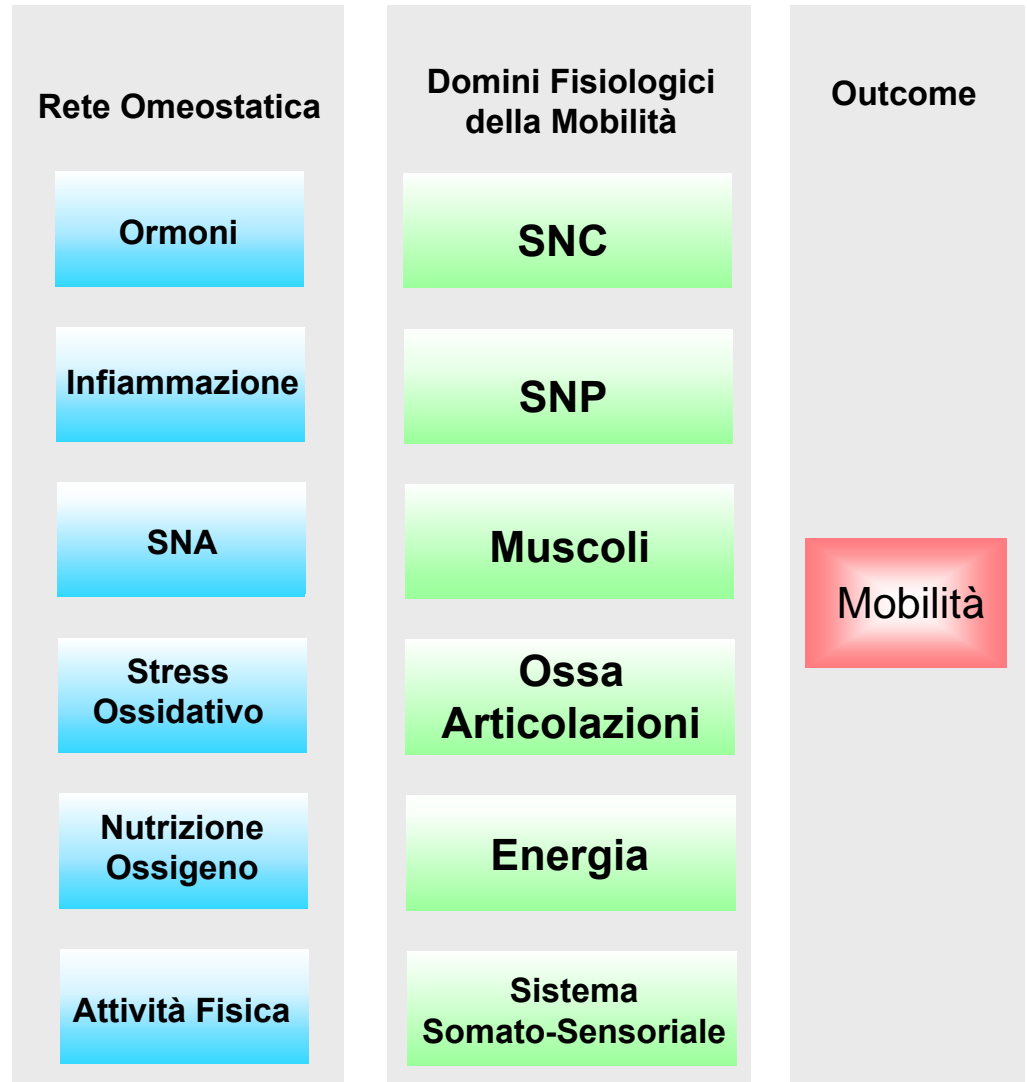 Rete Omeostatica
Ormoni
Infiammazione
SNA
Stress
Ossidativo
Nutrizione
Ossigeno
Attività Fisica
Domini Fisiologici
della Mobilità
SNC
SNP
Muscoli
Ossa
Articolazioni
Energia
Sistema
Somato-Sensoriale
Outcome
Mobilità